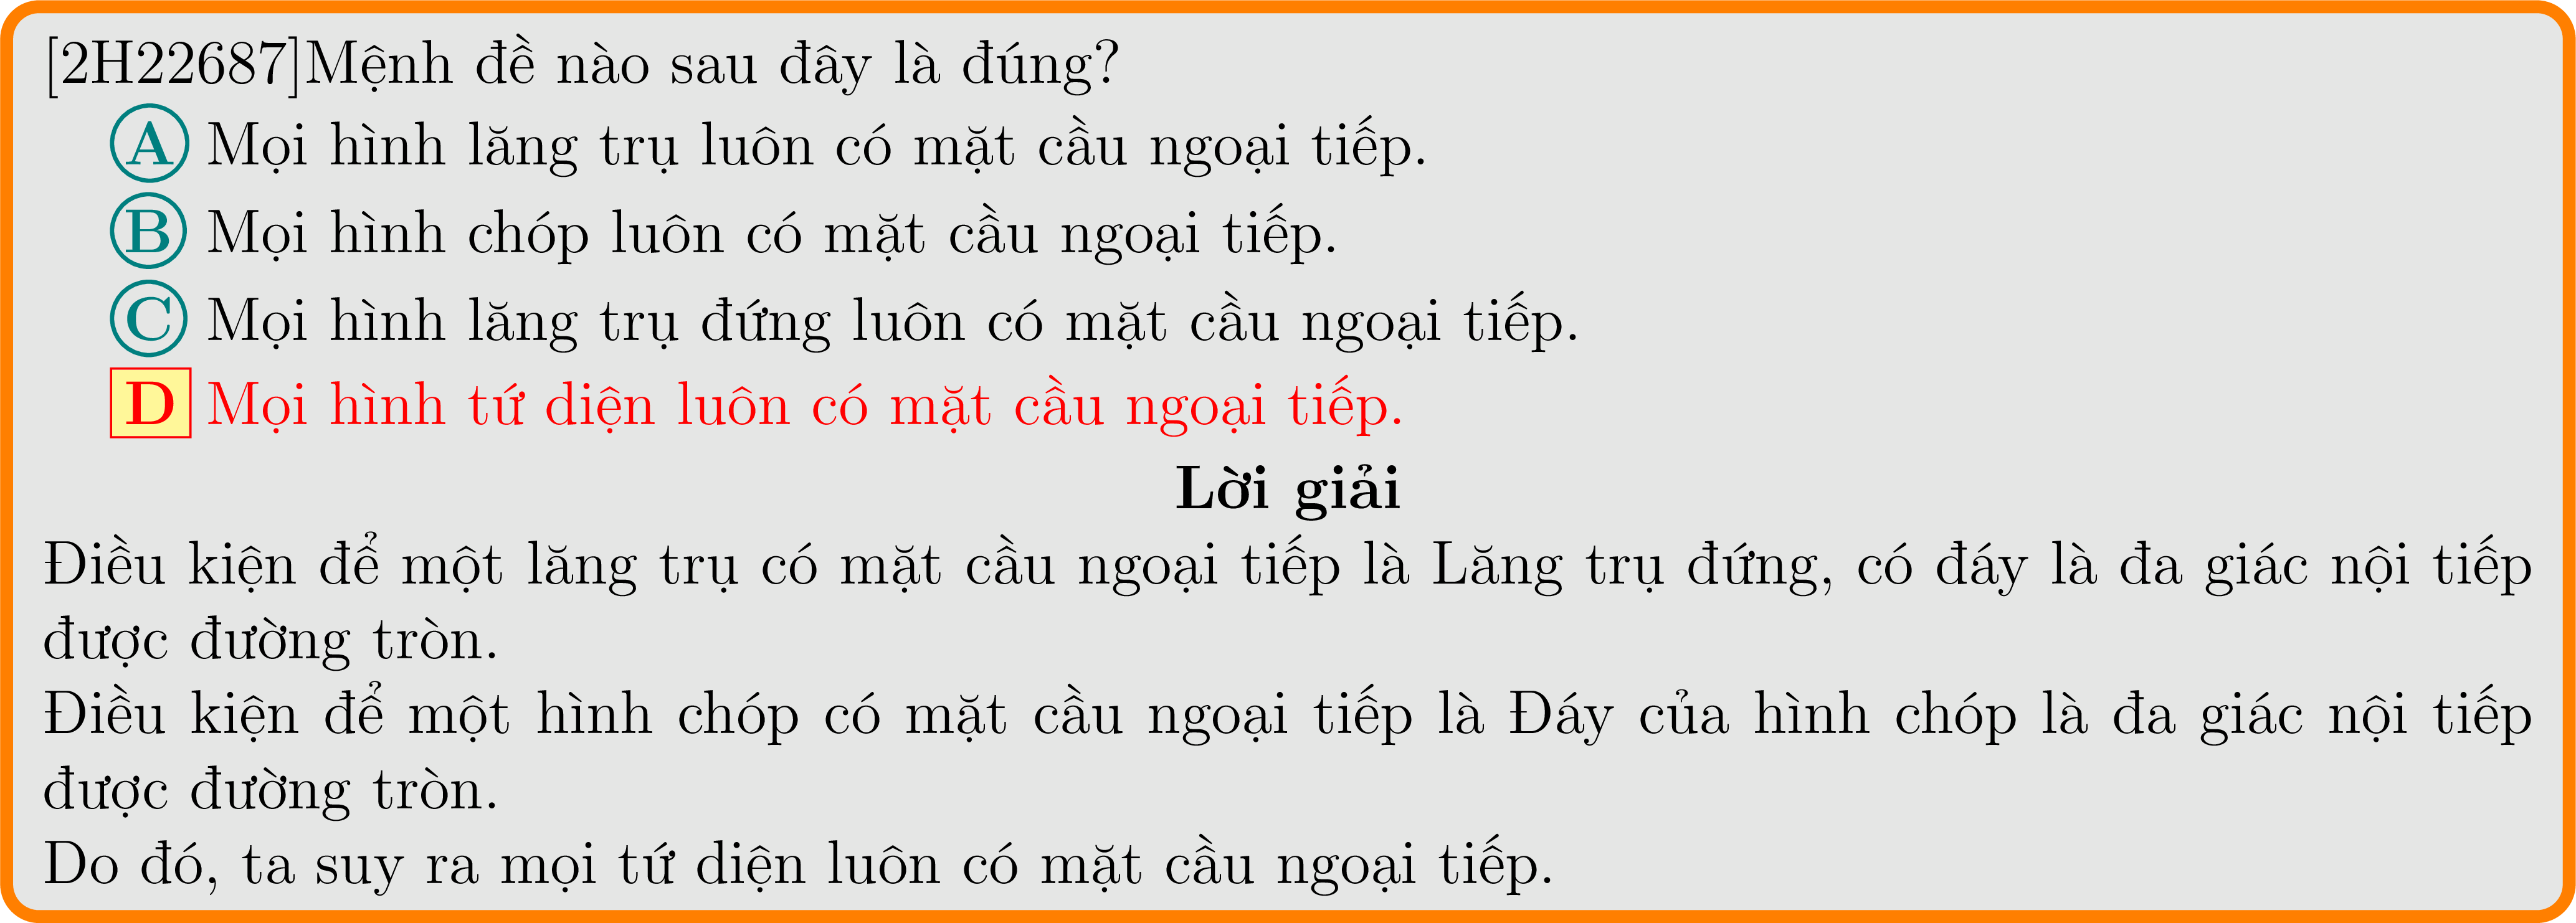 [2H22687]Mệnh đề nào sau đây là đúng?
A Mọi hình lăng trụ luôn có mặt cầu ngoại tiếp.
B Mọi hình chóp luôn có mặt cầu ngoại tiếp.
C Mọi hình lăng trụ đứng luôn có mặt cầu ngoại tiếp.
D Mọi hình tứ diện luôn có mặt cầu ngoại tiếp.
Lời giải
Điều kiện để một lăng trụ có mặt cầu ngoại tiếp là Lăng trụ đứng, có đáy là đa giác nội tiếp
được đường tròn.
Điều kiện để một hình chóp có mặt cầu ngoại tiếp là Đáy của hình chóp là đa giác nội tiếp
được đường tròn.
Do đó, ta suy ra mọi tứ diện luôn có mặt cầu ngoại tiếp.